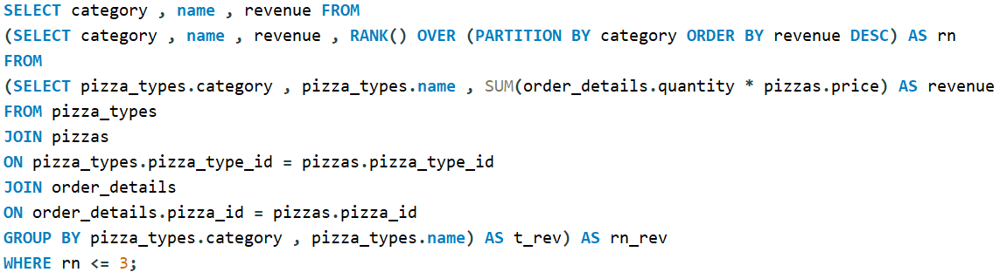 SELECT category , name , revenue FROM
(SELECT category , name , revenue , RANK() OVER (PARTITION BY category ORDER BY revenue DESC) AS rn
FROM
(SELECT pizza_types.category , pizza_types.name , SUM(order_details.quantity * pizzas.price) AS revenue
FROM pizza_types
JOIN pizzas
ON pizza_types.pizza_type_id = pizzas.pizza_type_id
JOIN order_details
ON order_details.pizza_id = pizzas.pizza_id
GROUP BY pizza_types.category , pizza_types.name) AS t_rev) AS rn_rev
WHERE rn <= 3;